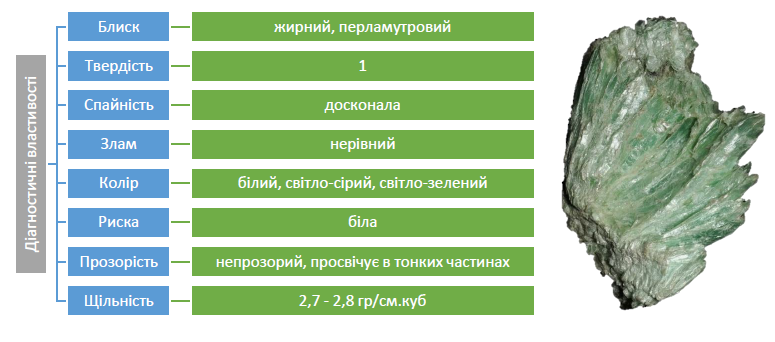 Діагностичні властивості
Блиск
жирний, перламутровий
Твердість
1
Спайність
досконала
Злам
нерівний
Колір
білий, світло-сірий, світло-зелений
Риска
біла
Прозорість
непрозорий, просвічує в тонких частинах
Щільність
2,7 - 2,8 гр/см.куб